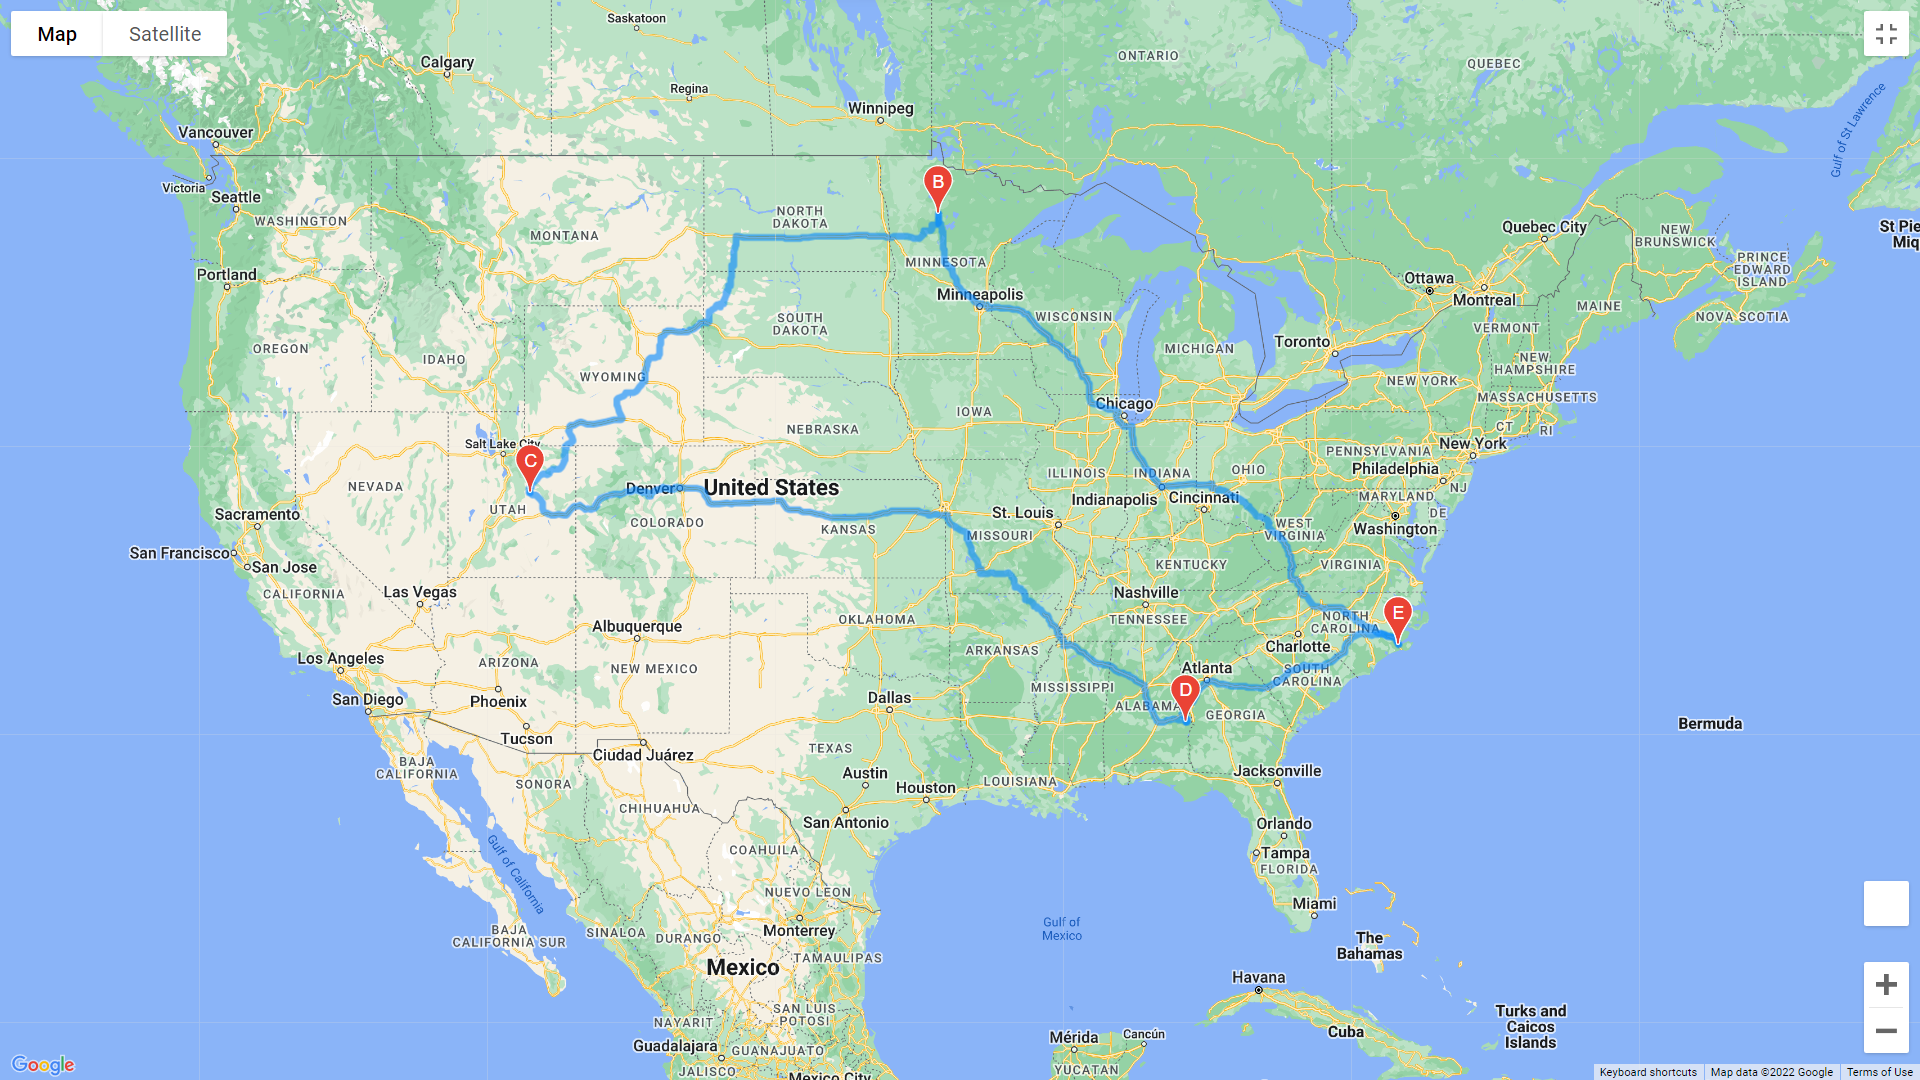 Map
Satellite
Saskatoon
Calgary
ONTARIO
QUEBEC
Regina
Winnipeg
Gulf of St Lawrence
Vancouver
Victoria
Seattle
B
WASHINGTON
NORTH
DAKOTA
MONTANA
Quebec City
NEW
BRUNSWICK
St Pie
Miq
PRINCE
EDWARD
ISLAND
MINNESOTA
Portland
Ottawa
Montreal
Minneapolis
MAINE
NOVA SCOTIA
SOUTH
DAKOTA
WISCONSIN
VERMONT
Toronto
MICHIGAN
OREGON
IDAHO
NEW
HAMPSHIRE
WYOMING
NEW YORK
MASSACHUSETTS
Chicago
IOWA
NEBRASKA
CT
RI
Salt Lake City
New York
PENNSYLVANIA
Philadelphia
C
ILLINOIS
INDIANA
OHIO
NEVADA
Denver
United States
NJ
Indianapolis
Cincinnati
MARYLAND
UTAH
DE
Sacramento
St. Louis
COLORADO
KANSAS
MISSOURI
WEST
VIRGINIA
Washington
San Francisco
San Jose
KENTUCKY
VIRGINIA
Las Vegas
CALIFORNIA
Nashville
E
Albuquerque
OKLAHOMA
TENNESSEE
NORTH
CAROLINA
Charlotte
Los Angeles
ARIZONA
NEW MEXICO
ARKANSAS
Atlanta
SOUTH
CAROLINA
San Diego
Phoenix
Dallas
MISSISSIPPI
D
ALABAMA
GEORGIA
Bermuda
Tucson
Ciudad Juárez
TEXAS
BAJA
CALIFORNIA
SONORA
Austin
Houston
LOUISIANA
Jacksonville
CHIHUAHUA
San Antonio
Orlando
Gulf of California
COAHUILA
Tampa
FLORIDA
NUEVO LEON
Miami
Monterrey
Gulf of
Mexico
BAJA
CALIFORNIA SUR
SINALOA
DURANGO
The
Bahamas
Mexico
TAMAULIPAS
Havana
SAN LUIS
POTOSI
NAYARIT
Turks and
Caicos
Islands
Cuba
Mérida
Cancún
Guadalajara
GUANAJUATO
JALISCO
YUCATAN
Mexico City
Google
Keyboard shortcuts
Map data ©2022 Google
Terms of Use